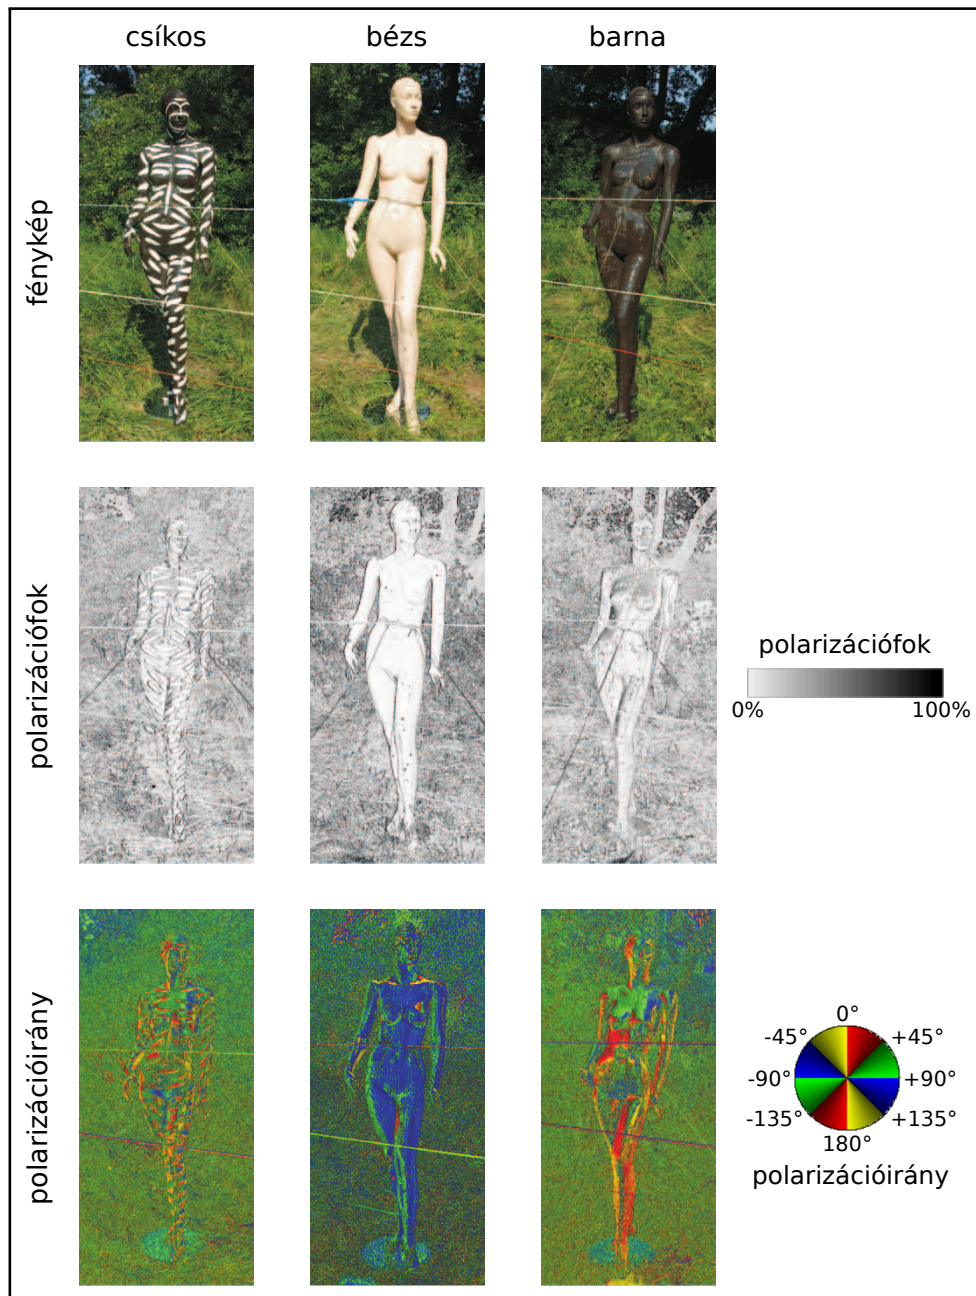 csíkos bézs barna
fénykép
polarizációfok
polarizációfok
0% 100%
polarizációirány
0°
-45° +45°
-90° +90°
-135° +135°
180°
polarizációirány